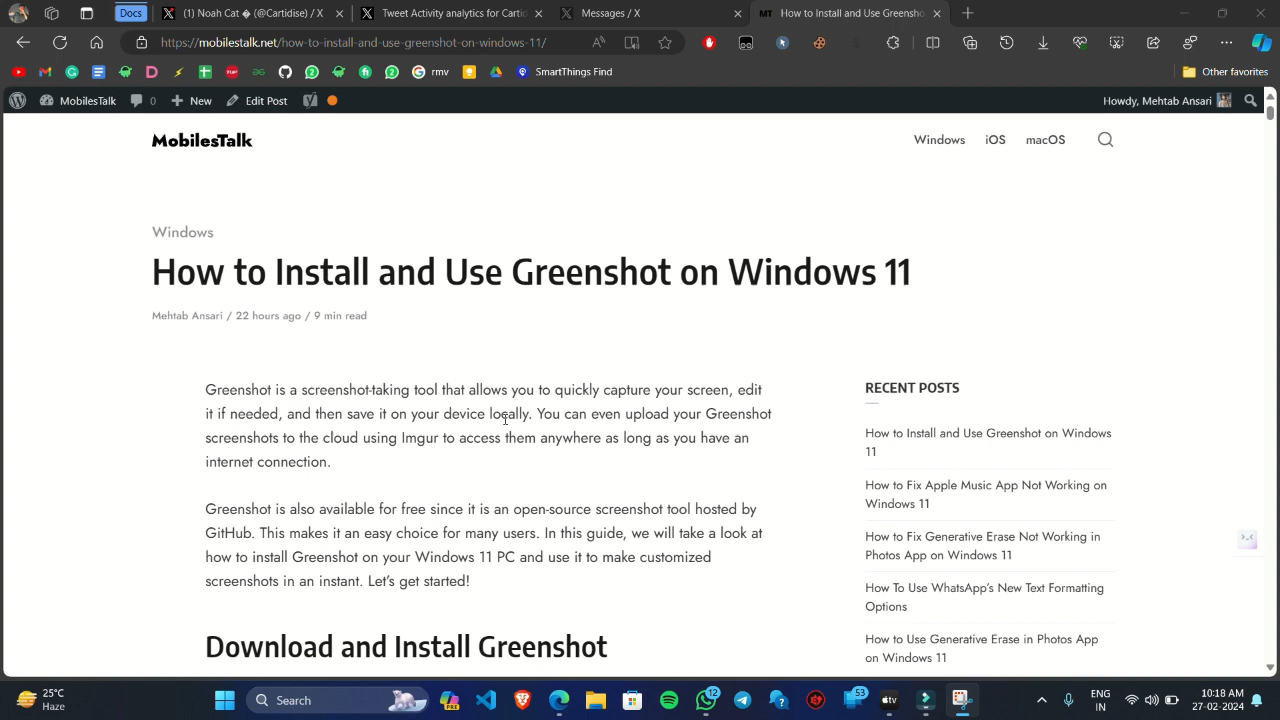 Docs
(1) Nagi Cat � (@Cartidise) / X
Tweet Activity analytics for Cartic
Messages / X
MT How to Install and Use Greensho
https://mobilestalk.net/how-to-install-and-use-greenshot-on-windows-11/
rmv
SmartThings Find
Other favorites
MobilesTalk
0
New
Edit Post
Howdy, Mehtab Ansari
MobilesTalk
Windows
iOS
macOS
Windows
How to Install and Use Greenshot on Windows 11
Mehtab Ansari / 22 hours ago / 9 min read
Greenshot is a screenshot-taking tool that allows you to quickly capture your screen, edit
it if needed, and then save it on your device locally. You can even upload your Greenshot
screenshots to the cloud using Imgur to access them anywhere as long as you have an
internet connection.
Greenshot is also available for free since it is an open-source screenshot tool hosted by
GitHub. This makes it an easy choice for many users. In this guide, we will take a look at
how to install Greenshot on your Windows 11 PC and use it to make customized
screenshots in an instant. Let's get started!
Download and Install Greenshot
RECENT POSTS
How to Install and Use Greenshot on Windows
11
How to Fix Apple Music App Not Working on
Windows 11
How to Fix Generative Erase Not Working in
Photos App on Windows 11
How To Use WhatsApp's New Text Formatting
Options
How to Use Generative Erase in Photos App
on Windows 11
25°C
Haze
Search
PRE
12
53
ENG
IN
10:18 AM
27-02-2024